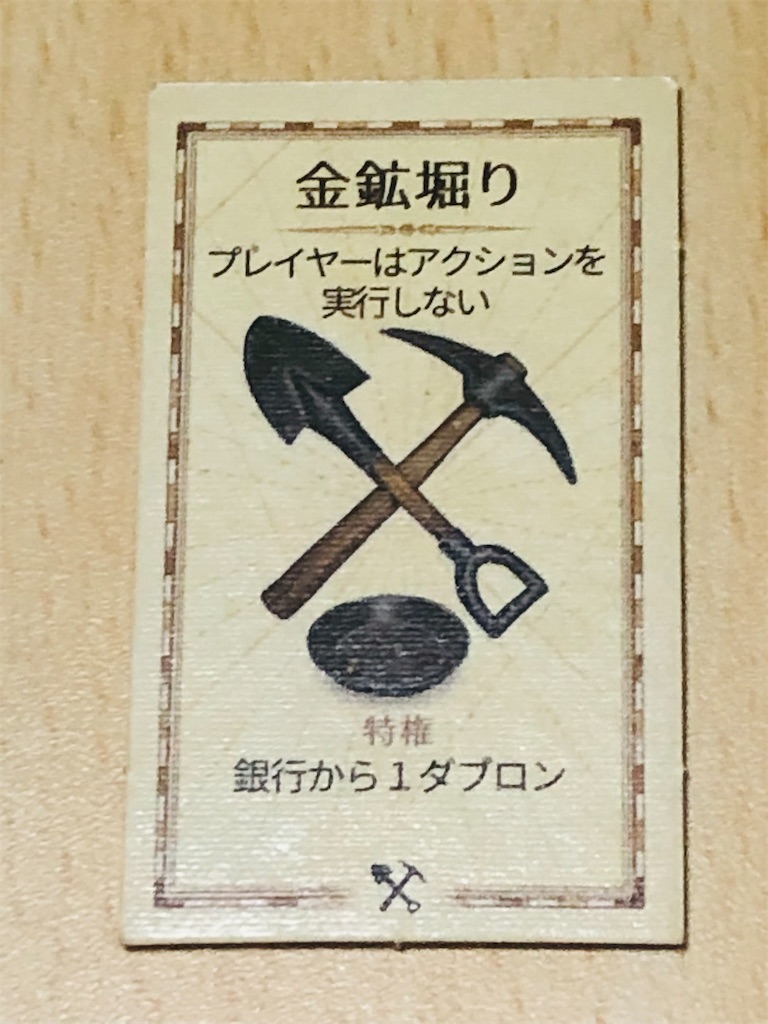 金鉱堀り
プレイヤーはアクションを
実行しない
特権
銀行から１ダブロン